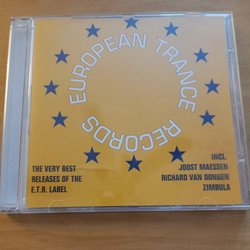 EUROPEAN TRANCE RECORDS
THE VERY BEST
RELEASES OF THE
E.T.R. LABEL
INCL.
JOOST MAESSEN
RICHARD VAN DONGEN
ZIMBULA